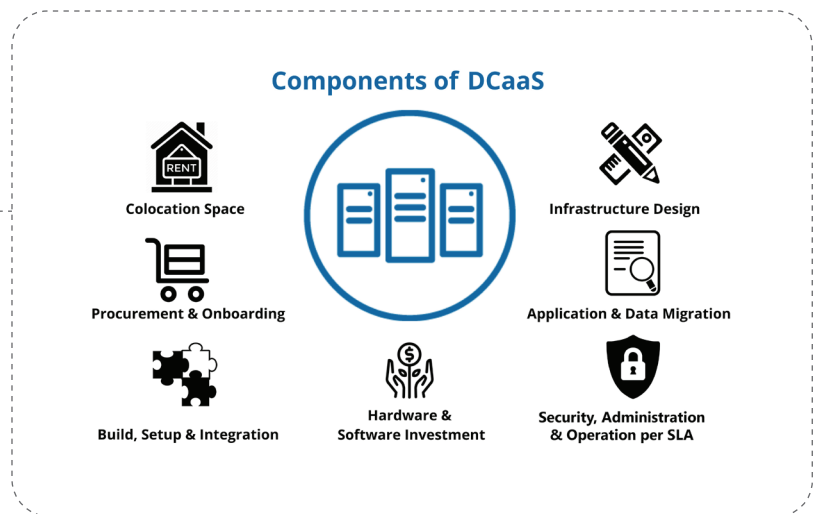 Components of DCaaS
RENT
Colocation Space
Infrastructure Design
Procurement & Onboarding
Application & Data Migration
$
Build, Setup & Integration
Hardware &
Software Investment
Security, Administration
& Operation per SLA